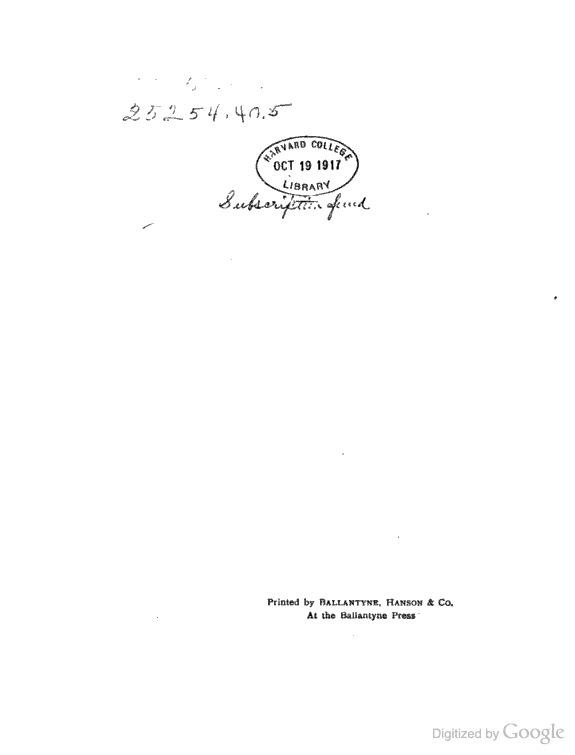 25254.40.5
HARVARD COLLEGE
OCT 19 1917
LIBRARY
Subscription fund
Printed by BALLANTYNE, HANSON & CO.
At the Ballantyne Press
Digitized by Google